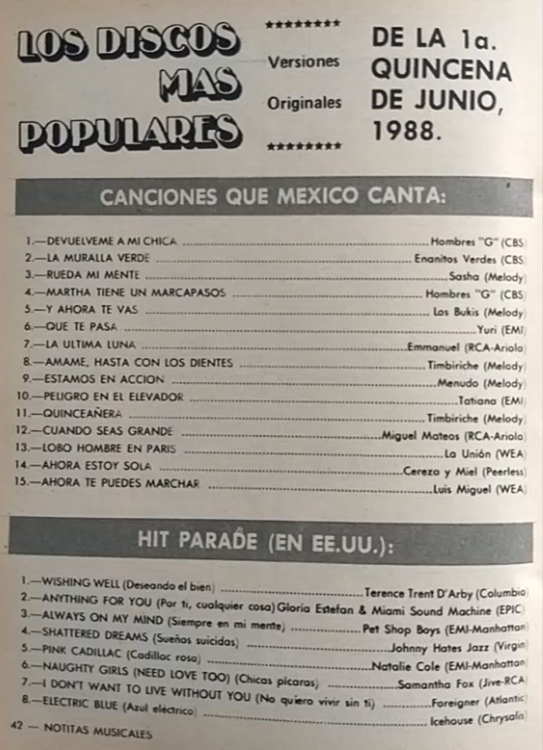 LOS DISCOS
MAS
POPULARES
★★★★★★★★
Versiones
Originales
★★★★★★★★
DE LA 1a.
QUINCENA
DE JUNIO,
1988.
CANCIONES QUE MEXICO CANTA:
1.—DEVUELVEME A MI CHICA ........ Hombres "G" (CBS)
2.—LA MURALLA VERDE ........ Enanitos Verdes (CBS)
3.—RUEDA MI MENTE ........ Sasha (Melody)
4.—MARTHA TIENE UN MARCAPASOS ........ Hombres "G" (CBS)
5.—Y AHORA TE VAS ........ Los Bukis (Melody)
6.—QUE TE PASA ........ Yuri (EMI)
7.—LA ULTIMA LUNA ........ Emmanuel (RCA-Ariola)
8.—AMAME, HASTA CON LOS DIENTES ........ Timbiriche (Melody)
9.—ESTAMOS EN ACCION ........ Menudo (Melody)
10.—PELIGRO EN EL ELEVADOR ........ Tatiana (EMI)
11.—QUINCEAÑERA ........ Timbiriche (Melody)
12.—CUANDO SEAS GRANDE ........ Miguel Mateos (RCA-Ariola)
13.—LOBO HOMBRE EN PARIS ........ La Unión (WEA)
14.—AHORA ESTOY SOLA ........ Cereza y Miel (Peerless)
15.—AHORA TE PUEDES MARCHAR ........ Luis Miguel (WEA)
HIT PARADE (EN EE.UU.):
1.—WISHING WELL (Deseando el bien) ........ Terence Trent D'Arby (Columbia)
2.—ANYTHING FOR YOU (Por ti, cualquier cosa) Gloria Estefan & Miami Sound Machine (EPIC)
3.—ALWAYS ON MY MIND (Siempre en mi mente) ........ Pet Shop Boys (EMI-Manhattan)
4.—SHATTERED DREAMS (Sueños suicidas) ........ Johnny Hates Jazz (Virgin)
5.—PINK CADILLAC (Cadillac rosa) ........ Natalie Cole (EMI-Manhattan)
6.—NAUGHTY GIRLS (NEED LOVE TOO) (Chicas pícaras) ........ Samantha Fox (Jive-RCA)
7.—I DON'T WANT TO LIVE WITHOUT YOU (No quiero vivir sin ti) ........ Foreigner (Atlantic)
8.—ELECTRIC BLUE (Azul eléctrico) ........ Icehouse (Chrysalis)
42 — NOTITAS MUSICALES